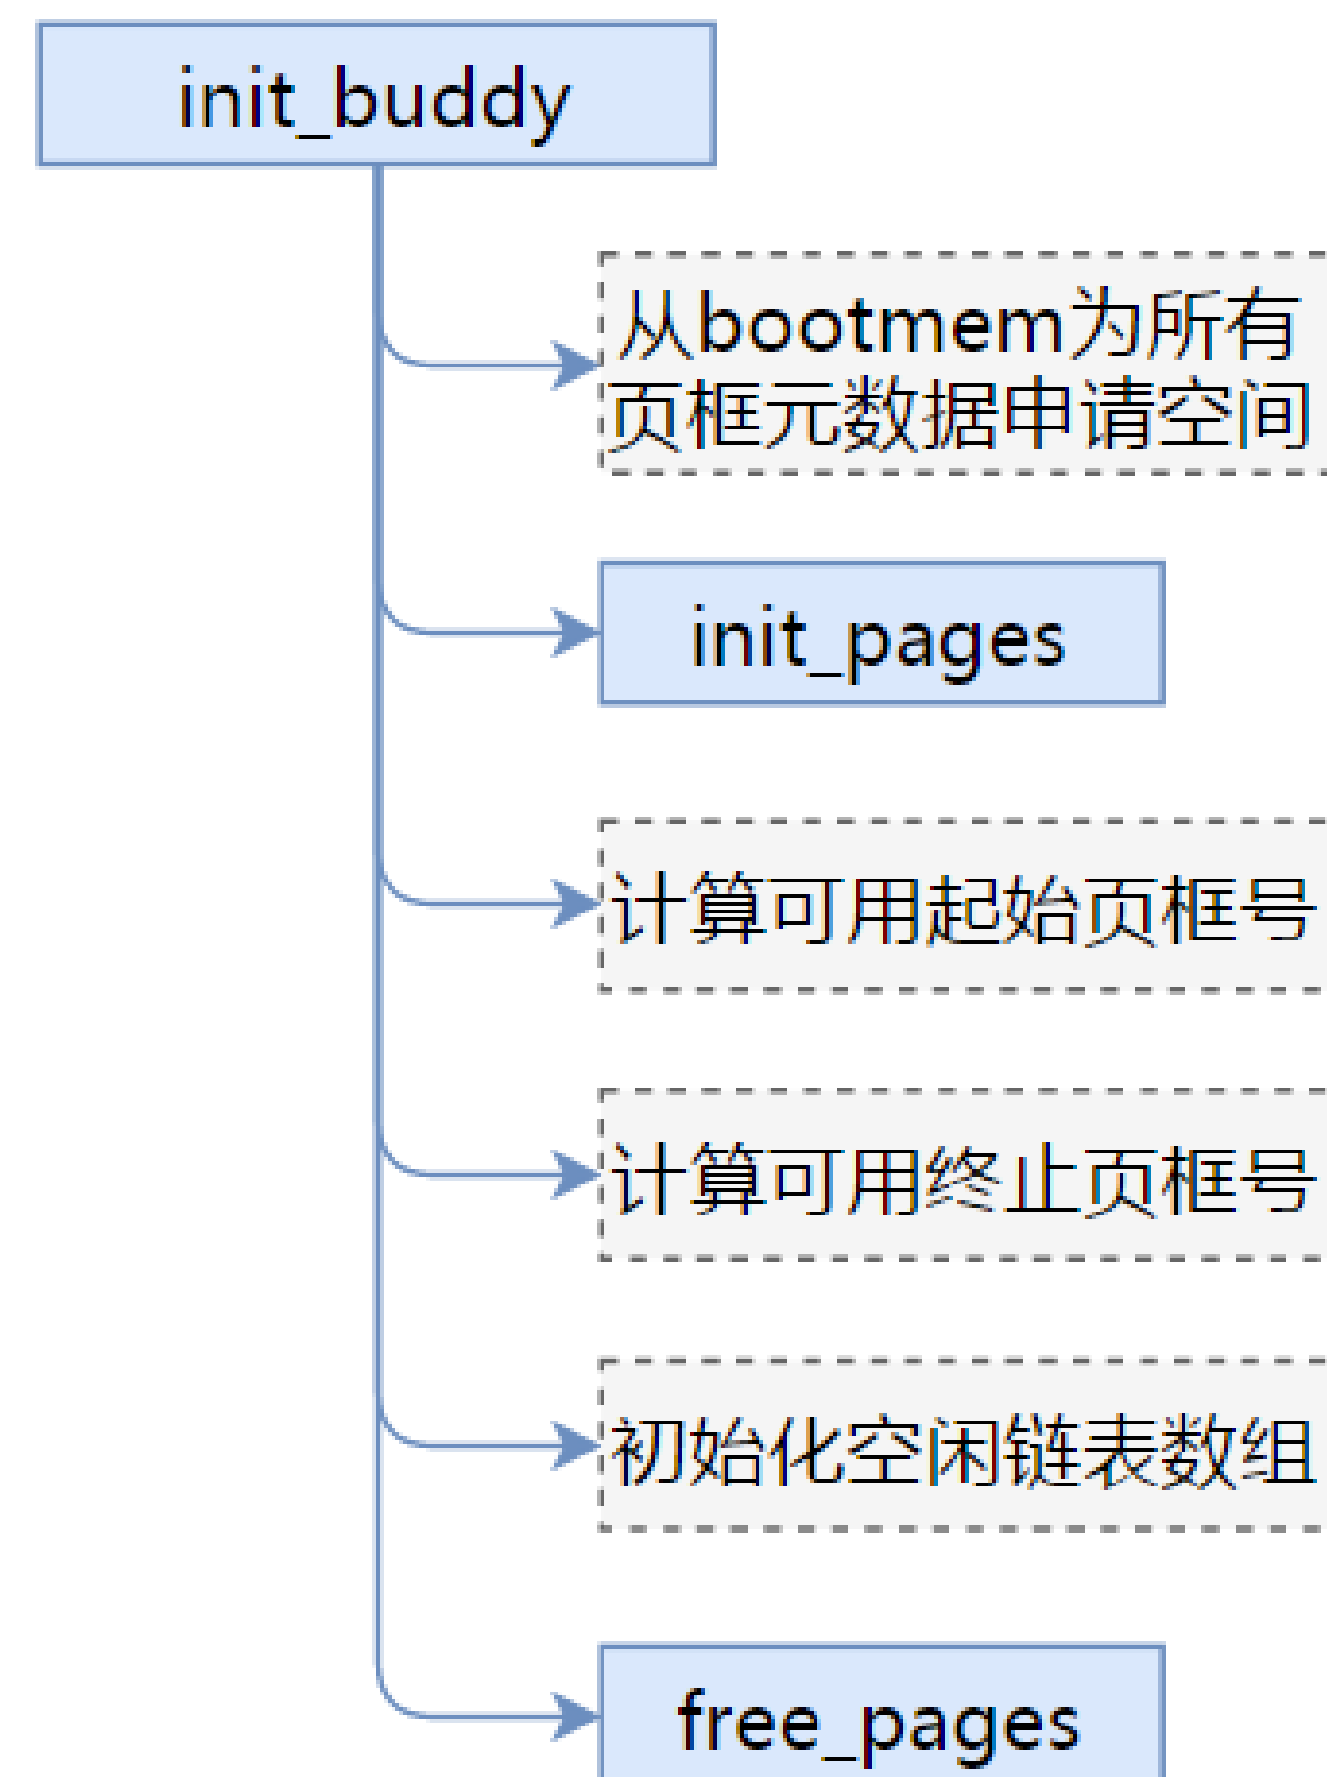 init_buddy
从bootmem为所有
页框元数据申请空间
init_pages
计算可用起始页框号
计算可用终止页框号
初始化空闲链表数组
free_pages